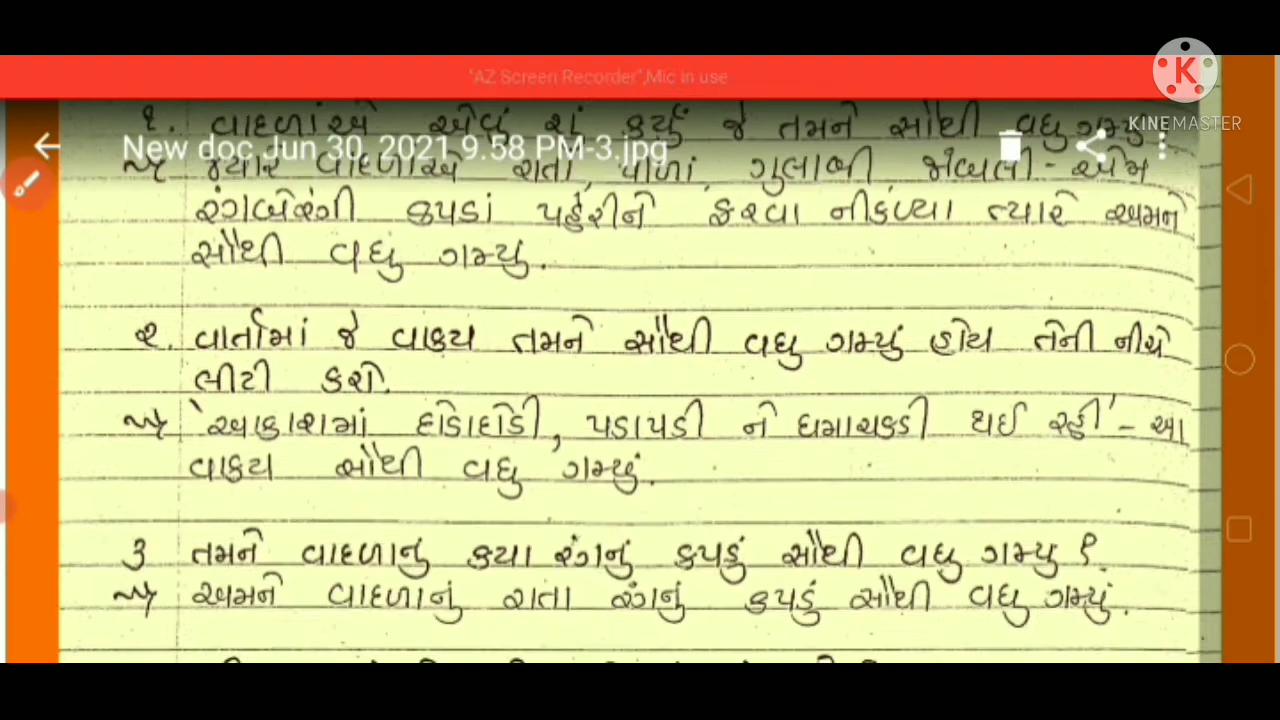 "AZ Screen Recorder",Mic in use
K
KINEMASTER
૧. વાદળાંએ એવું શું કર્યું જે તમને સૌથી વધુ ગમ્યું
New doc Jun 30, 2021 9.58 PM-3.jpg
જ્યારે વાદળાંએ રાતા, પીળાં, ગુલાબી જાંબલી - એમ
રંગબેરંગી કપડાં પહેરીને ફરવા નીકળ્યા ત્યારે અમને
સૌથી વધુ ગમ્યું.
૨. વાર્તામાં જે વાક્ય તમને સૌથી વધુ ગમ્યું હોય તેની નીચે
લીટી કરો.
'આકાશમાં દોડાદોડી, પડાપડી ને ધમાચકડી થઈ રહી' - આ
વાક્ય સૌથી વધુ ગમ્યું.
૩ તમને વાદળાનું કયા રંગનું કપડું સૌથી વધુ ગમ્યુ ?
અમને વાદળાનું રાતા રંગનું કપડું સૌથી વધુ ગમ્યું.